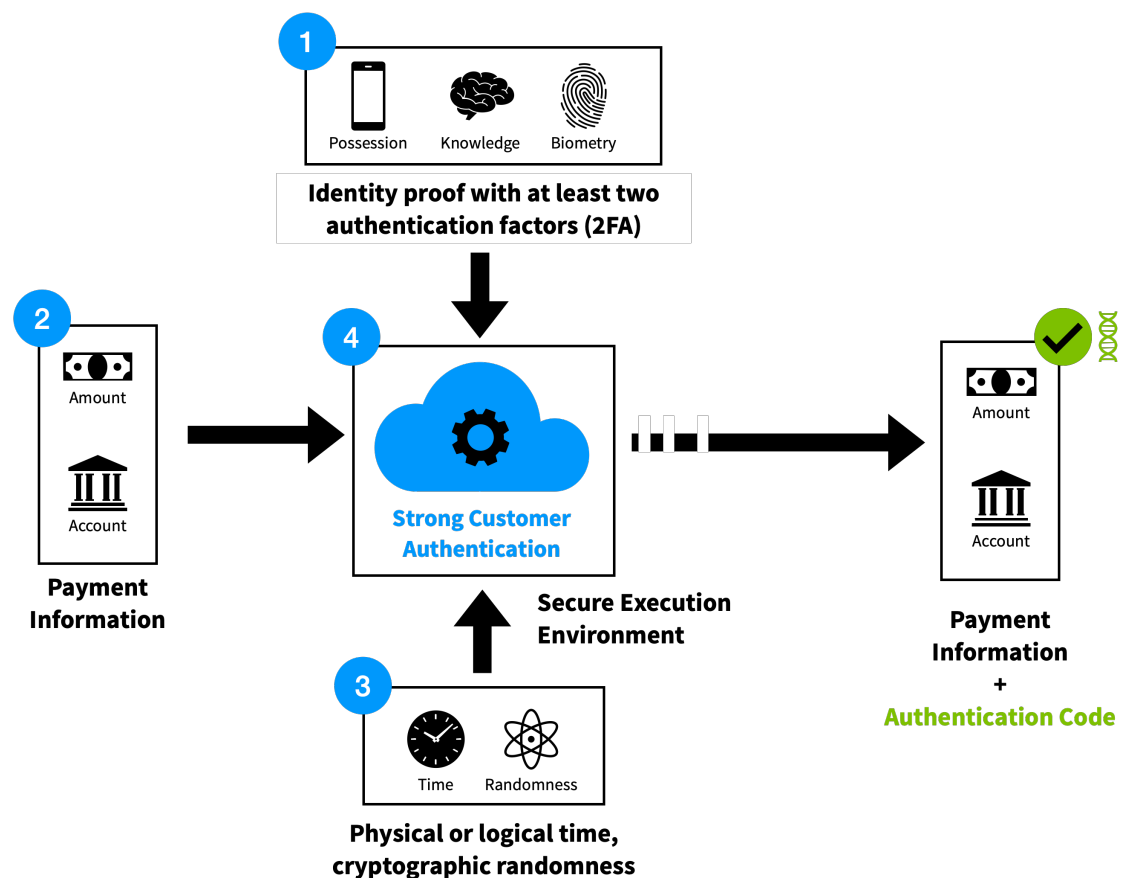 1
Possession
Knowledge
Biometry
Identity proof with at least two
authentication factors (2FA)
2
Amount
Account
Payment
Information
4
Strong Customer
Authentication
Secure Execution
Environment
3
Time
Randomness
Physical or logical time,
cryptographic randomness
Amount
Account
Payment
Information
+
Authentication Code